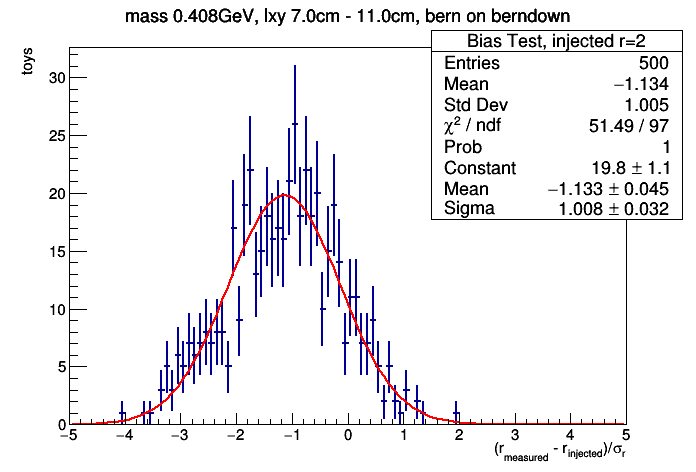 mass 0.408GeV, lxy 7.0cm - 11.0cm, bern on berndown
Bias Test, injected r=2
Entries 500
Mean −1.134
Std Dev 1.005
χ² / ndf 51.49 / 97
Prob 1
Constant 19.8 ± 1.1
Mean −1.133 ± 0.045
Sigma 1.008 ± 0.032
toys
30
25
20
15
10
5
0
−5 −4 −3 −2 −1 0 1 2 3 4 5
(r_measured - r_injected)/σ_r